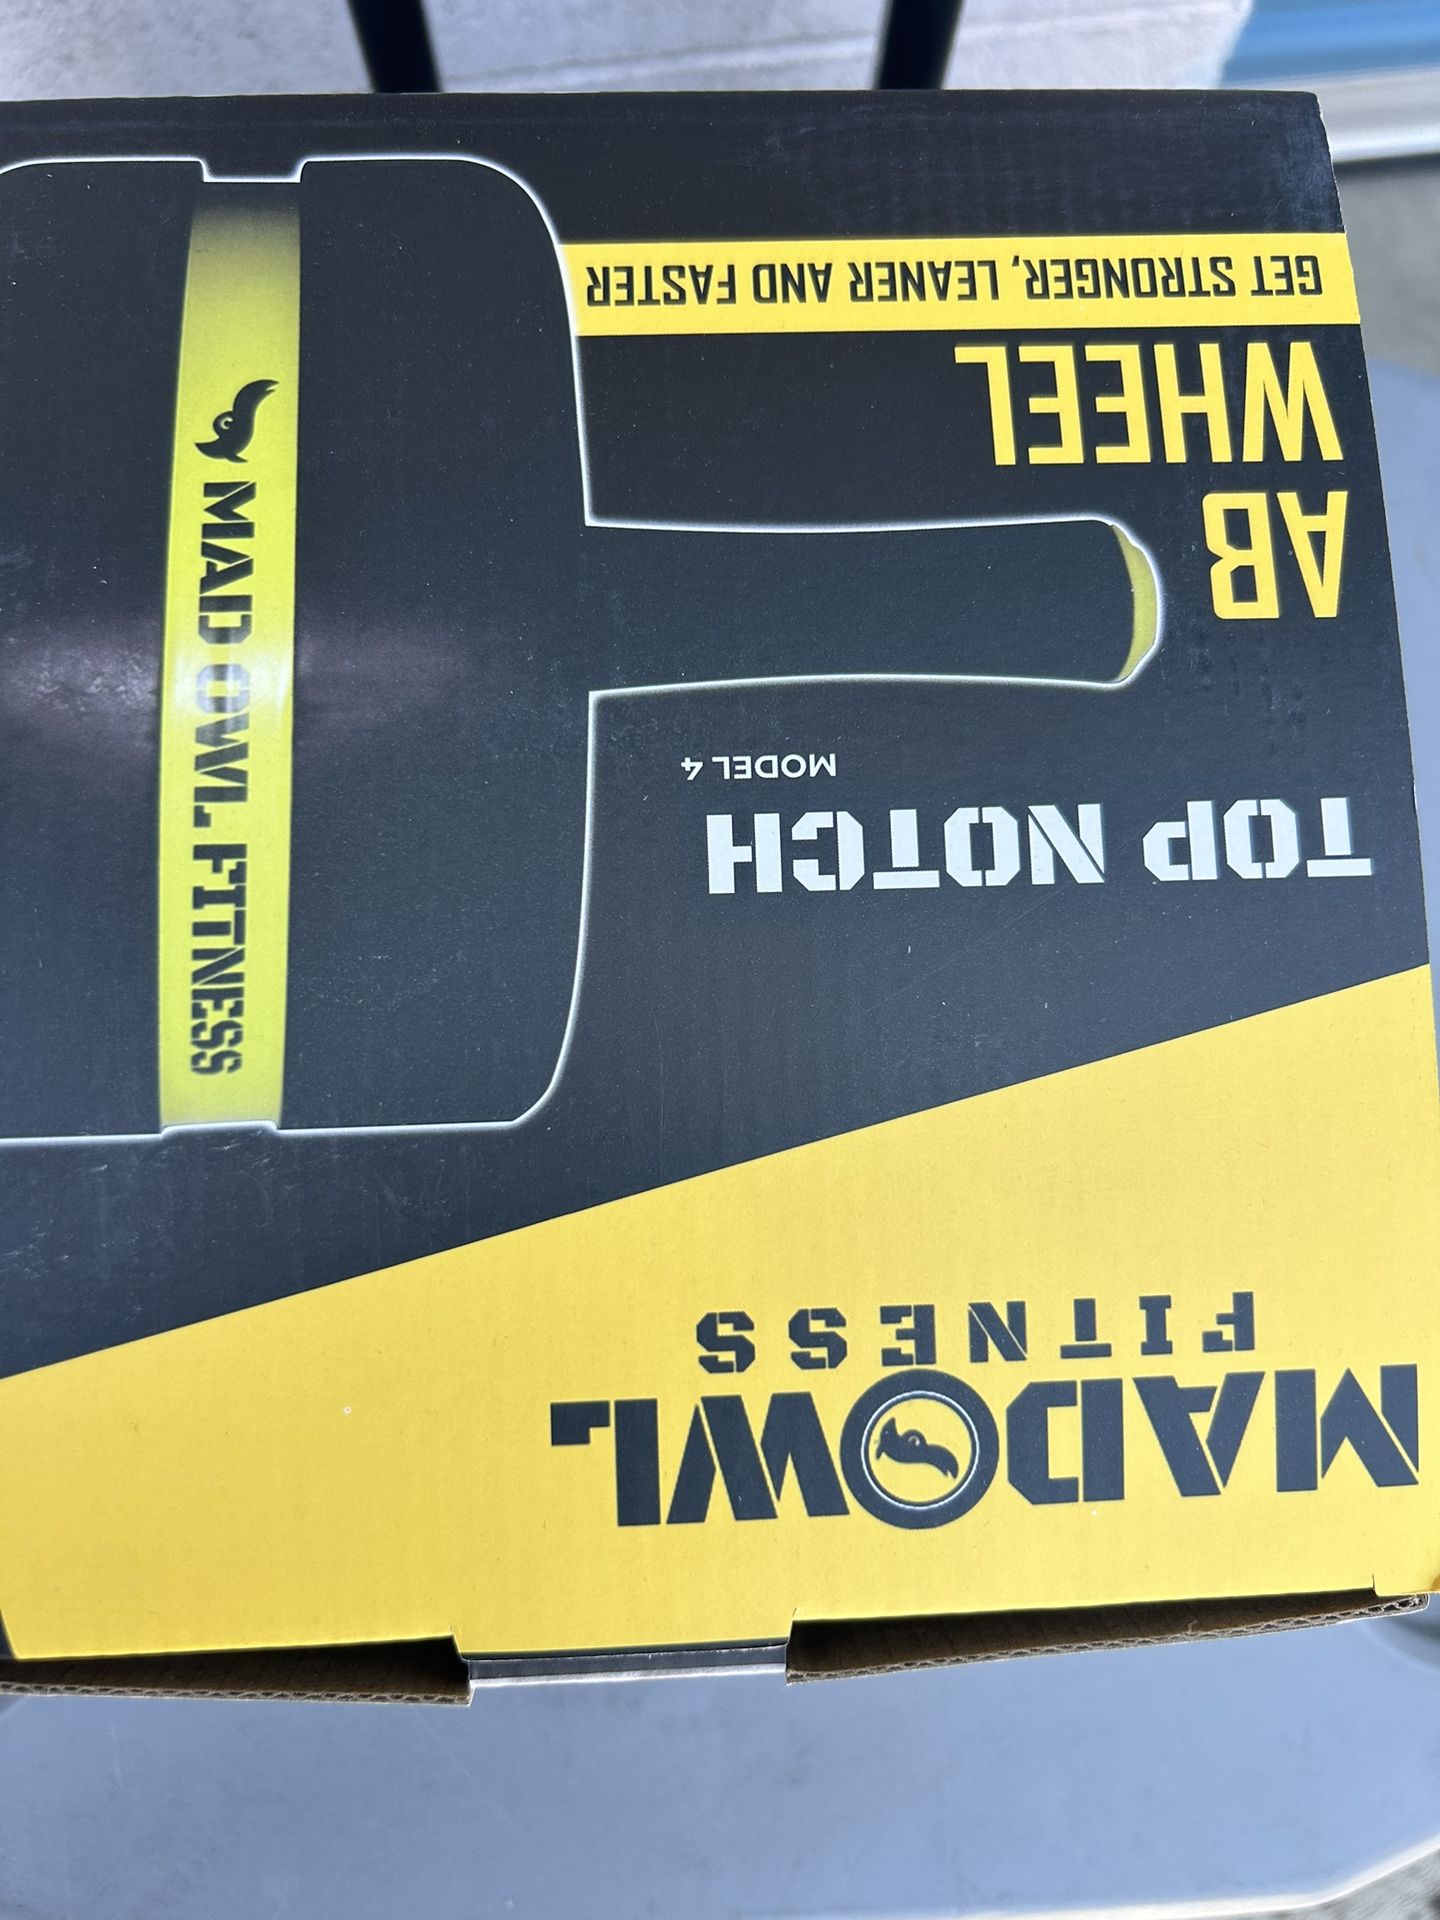 MADOWL
FITNESS
TOP NOTCH
MODEL 4
AB
WHEEL
GET STRONGER, LEANER AND FASTER
MAD OWL FITNESS